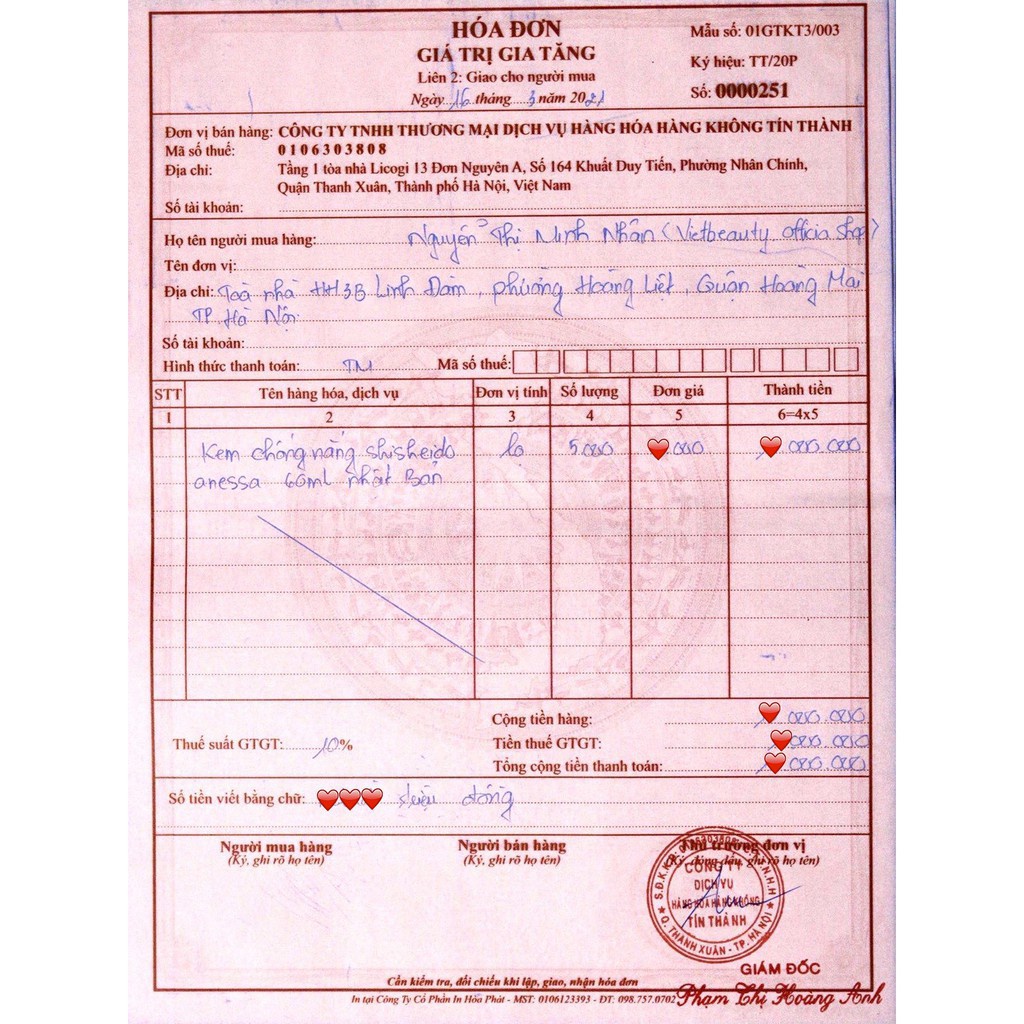 HÓA ĐƠN
GIÁ TRỊ GIA TĂNG
Liên 2: Giao cho người mua
Ngày 16 tháng 3 năm 2021
Mẫu số: 01GTKT3/003
Ký hiệu: TT/20P
Số: 0000251
Đơn vị bán hàng: CÔNG TY TNHH THƯƠNG MẠI DỊCH VỤ HÀNG HÓA HÀNG KHÔNG TÍN THÀNH
Mã số thuế: 0106303808
Địa chỉ: Tầng 1 tòa nhà Licogi 13 Đơn Nguyên A, Số 164 Khuất Duy Tiến, Phường Nhân Chính,
Quận Thanh Xuân, Thành phố Hà Nội, Việt Nam
Số tài khoản:
Họ tên người mua hàng: Nguyễn Thị Minh Nhân (Vietbeauty officia shop)
Tên đơn vị:
Địa chỉ: Toà nhà HH3B Linh Đàm, phường Hoàng Liệt, Quận Hoàng Mai
TP Hà Nội
Số tài khoản:
Hình thức thanh toán: TM Mã số thuế:
STT Tên hàng hóa, dịch vụ Đơn vị tính Số lượng Đơn giá Thành tiền
1 2 3 4 5 6=4x5
Kem chống nắng shisheido lọ 5.000 000 000.000
anessa 60ml nhật Bản
Cộng tiền hàng: 000.000
Thuế suất GTGT: 10% Tiền thuế GTGT: 000.000
Tổng cộng tiền thanh toán: 000.000
Số tiền viết bằng chữ: triệu đồng
Người mua hàng Người bán hàng Thủ trưởng đơn vị
(Ký, ghi rõ họ tên) (Ký, ghi rõ họ tên) (Ký, đóng dấu, ghi rõ họ tên)
CÔNG TY
DỊCH VỤ
HÀNG HÓA HÀNG KHÔNG
TÍN THÀNH
Q. THANH XUÂN - TP. HÀ NỘI
GIÁM ĐỐC
Phạm Thị Hoàng Anh
Cần kiểm tra, đối chiếu khi lập, giao, nhận hóa đơn
In tại Công Ty Cổ Phần In Hòa Phát - MST: 0106123393 - ĐT: 098.757.0702